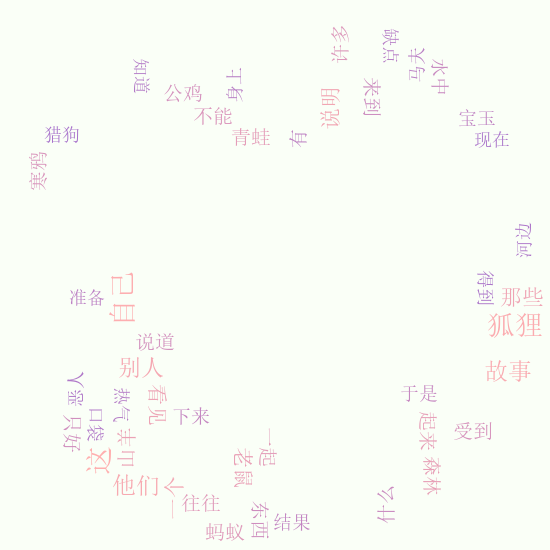 许多
缺点
马夫
水中
知道
身上
公鸡
来到
说明
不能
宝玉
猎狗
青蛙
有
现在
寒鸦
河边
得到
准备
自己
那些
狐狸
说道
别人
故事
恶人
热气
看见
于是
口袋
下来
好只
起来
受到
山羊
这
一起
老鼠
森林
他们
一个
往往
什么
东西
结果
蚂蚁